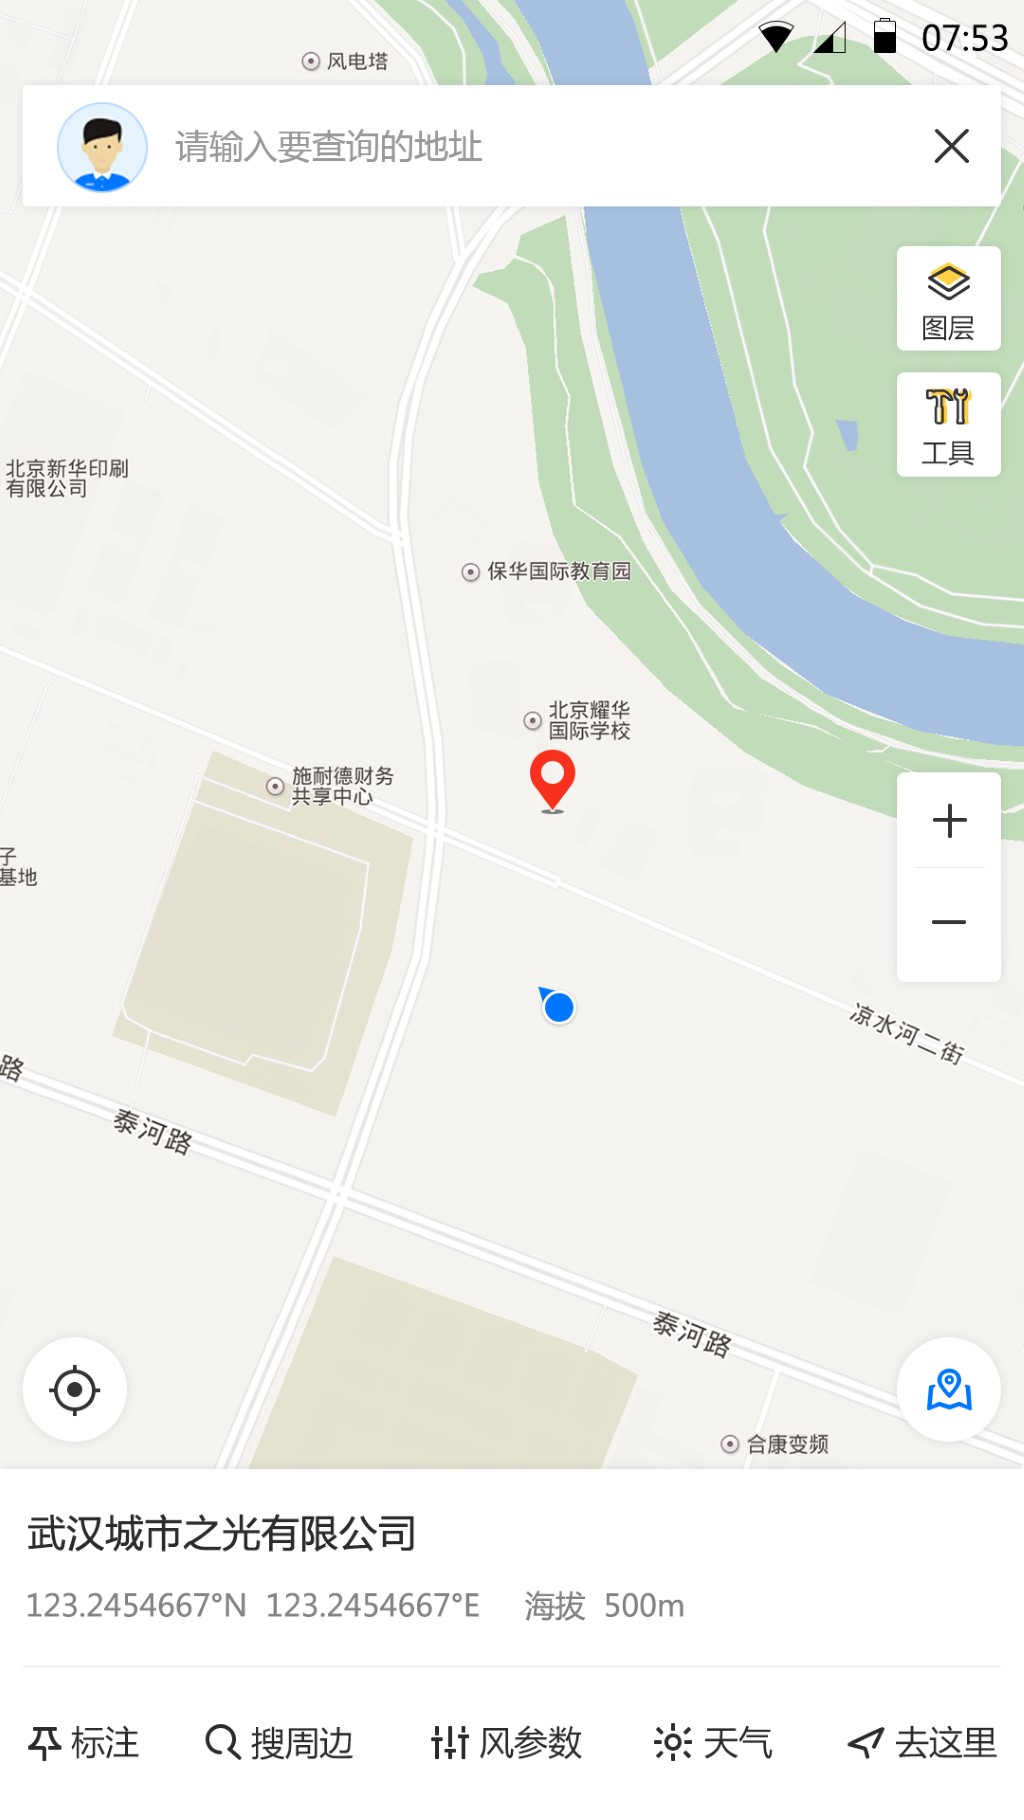 07:53
风电塔
请输入要查询的地址
图层
工具
北京新华印刷
有限公司
保华国际教育园
北京耀华
国际学校
施耐德财务
共享中心
子
基地
凉水河二街
路
泰河路
泰河路
合康变频
武汉城市之光有限公司
123.2454667°N 123.2454667°E 海拔 500m
标注 搜周边 风参数 天气 去这里